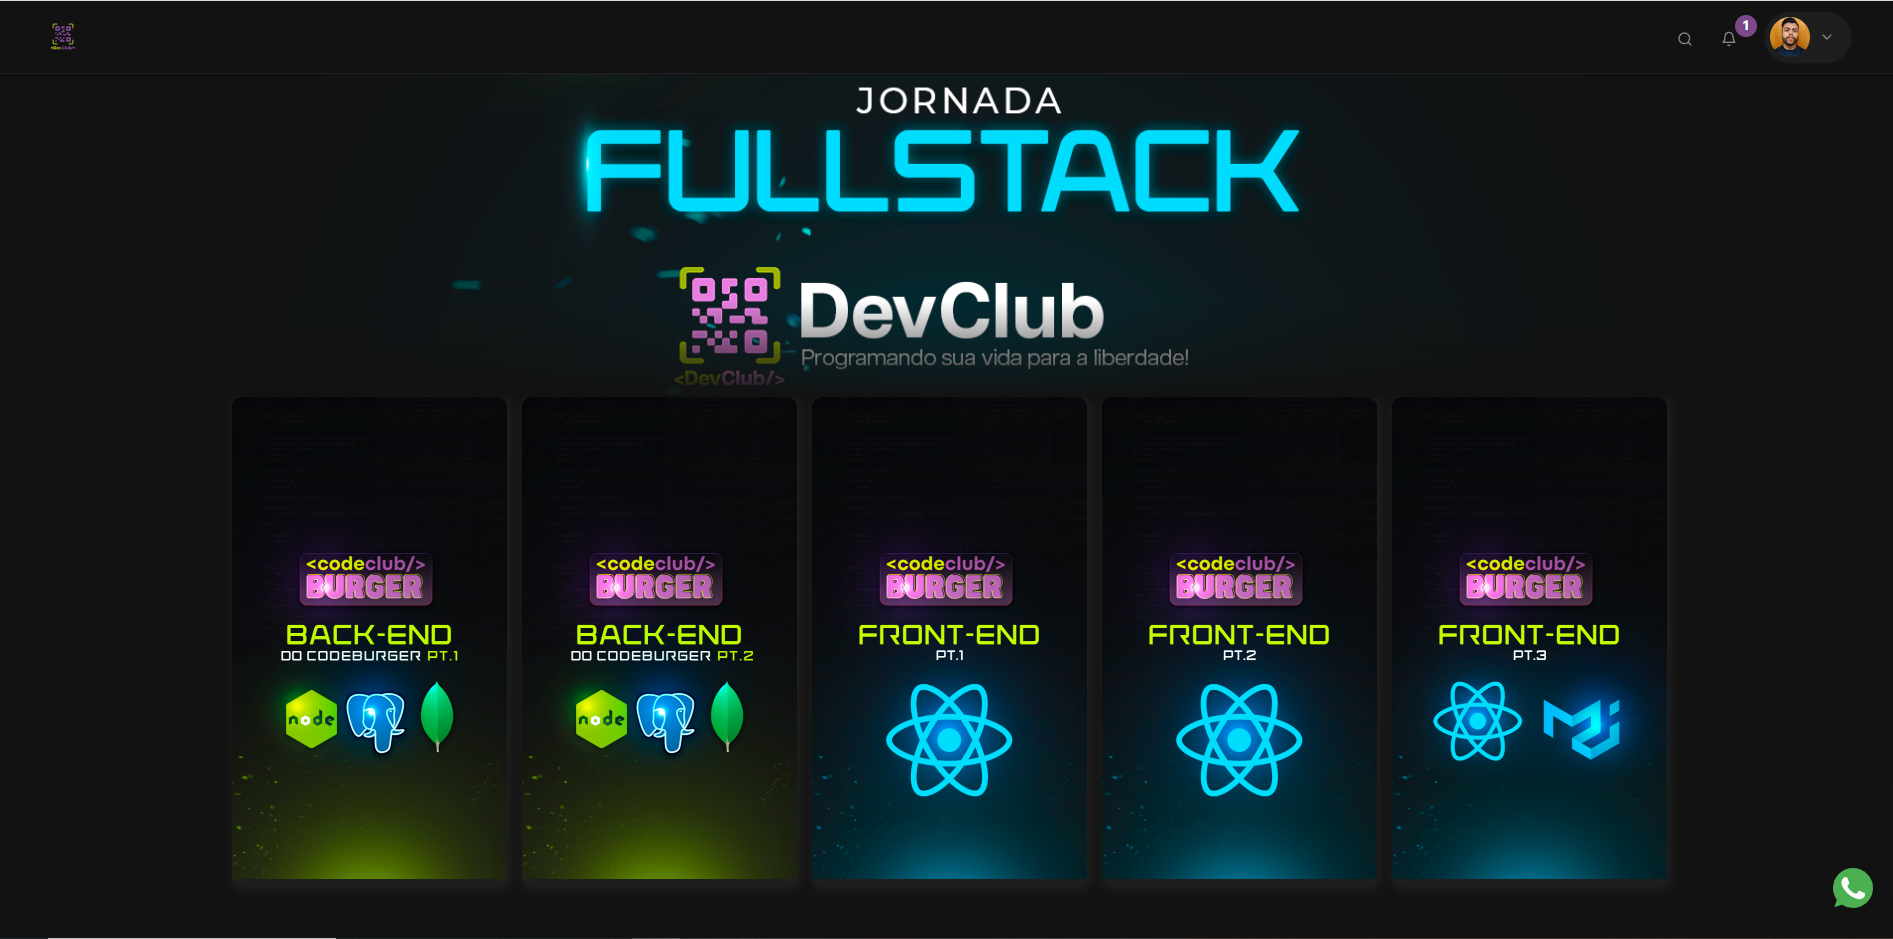 <Dev Club/>
1
JORNADA
FULLSTACK
DevClub
Programando sua vida para a liberdade!
<DevClub/>
<codeclub/>
BURGER
BACK-END
DO CODEBURGER PT.1
node
<codeclub/>
BURGER
BACK-END
DO CODEBURGER PT.2
node
<codeclub/>
BURGER
FRONT-END
PT.1
<codeclub/>
BURGER
FRONT-END
PT.2
<codeclub/>
BURGER
FRONT-END
PT.3